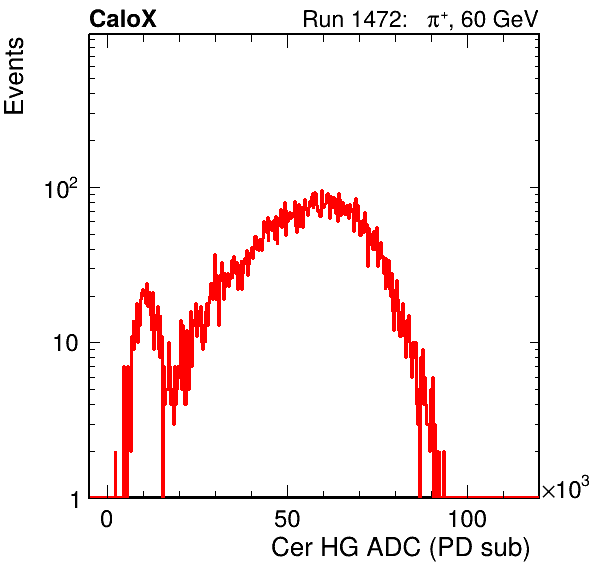 CaloX Run 1472: π⁺, 60 GeV
Events
10²
10
1
0 50 100 ×10³
Cer HG ADC (PD sub)